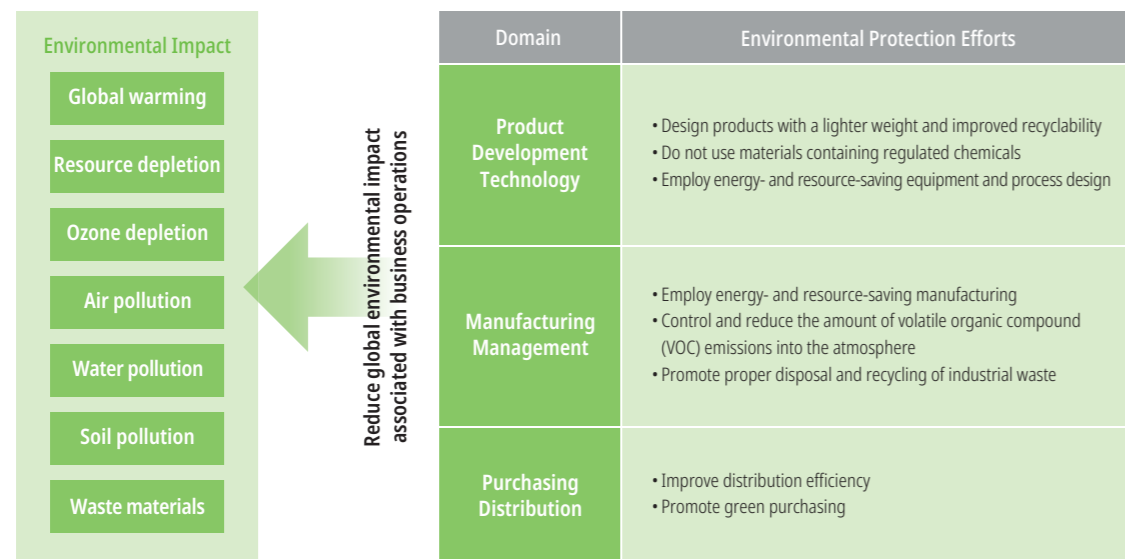 Environmental Impact
Global warming
Resource depletion
Ozone depletion
Air pollution
Water pollution
Soil pollution
Waste materials
Reduce global environmental impact
associated with business operations
Domain
Environmental Protection Efforts
Product
Development
Technology
• Design products with a lighter weight and improved recyclability
• Do not use materials containing regulated chemicals
• Employ energy- and resource-saving equipment and process design
Manufacturing
Management
• Employ energy- and resource-saving manufacturing
• Control and reduce the amount of volatile organic compound
(VOC) emissions into the atmosphere
• Promote proper disposal and recycling of industrial waste
Purchasing
Distribution
• Improve distribution efficiency
• Promote green purchasing